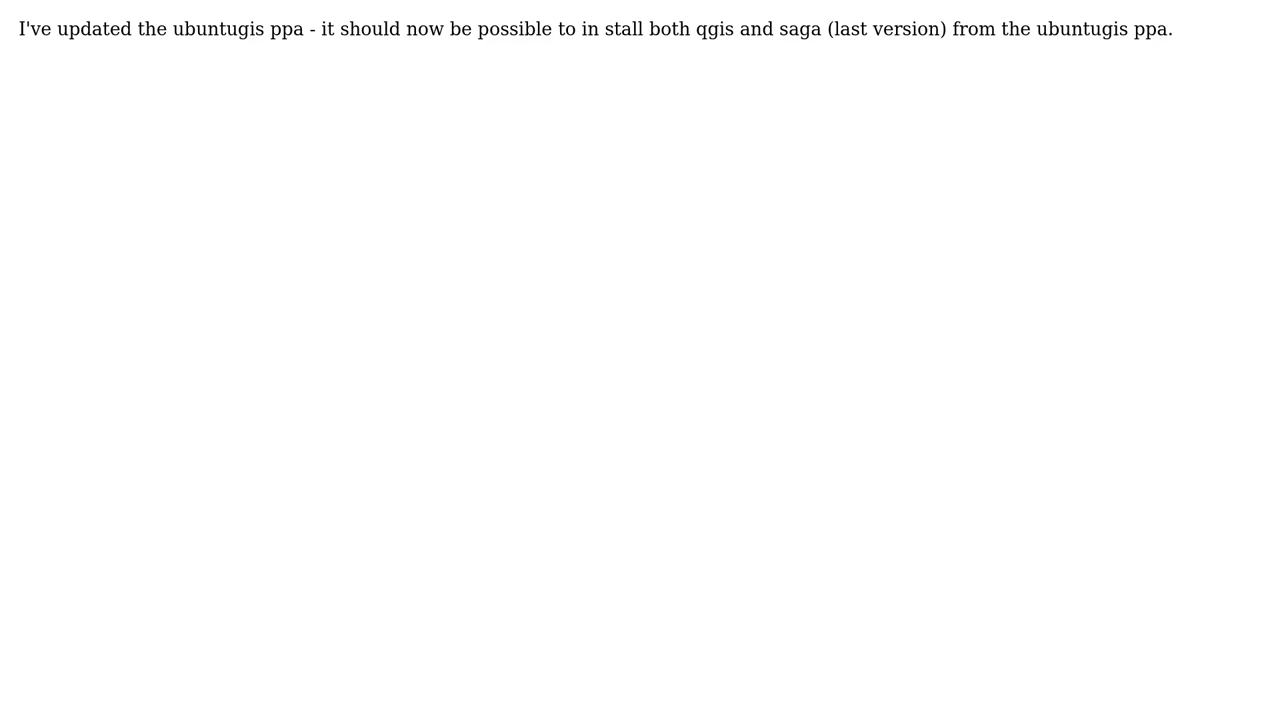 I've updated the ubuntugis ppa - it should now be possible to in stall both qgis and saga (last version) from the ubuntugis ppa.